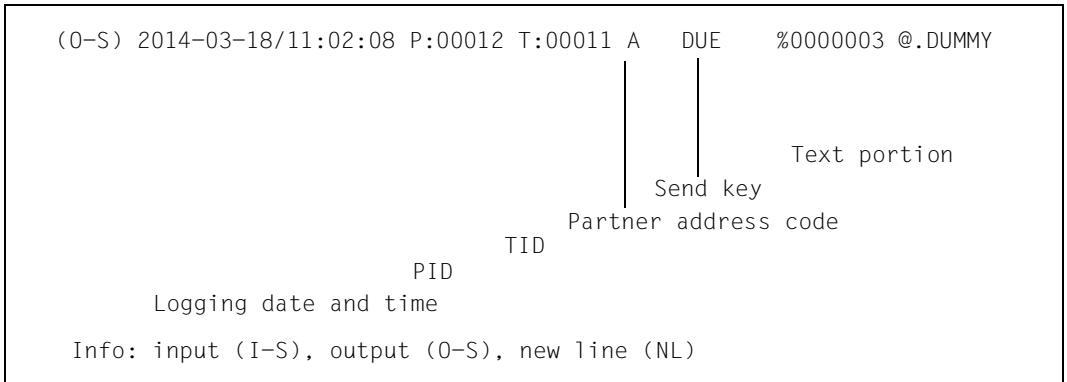 (O-S) 2014-03-18/11:02:08 P:00012 T:00011 A DUE %0000003 @.DUMMY
Text portion
Send key
Partner address code
TID
PID
Logging date and time
Info: input (I-S), output (O-S), new line (NL)